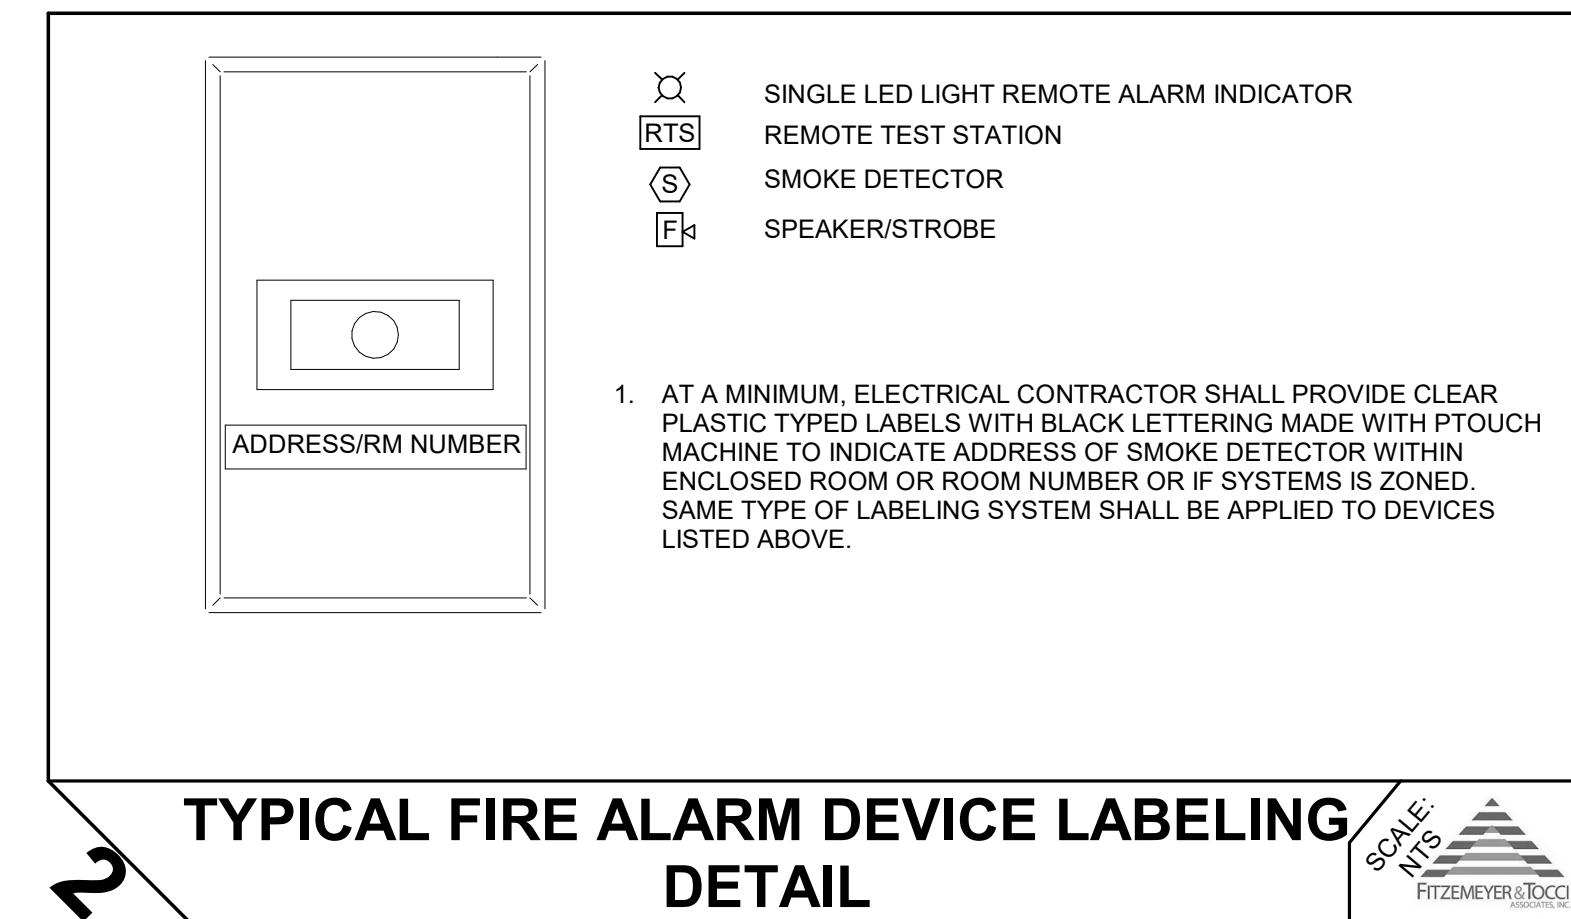 SINGLE LED LIGHT REMOTE ALARM INDICATOR
RTS REMOTE TEST STATION
S SMOKE DETECTOR
F SPEAKER/STROBE
ADDRESS/RM NUMBER
1. AT A MINIMUM, ELECTRICAL CONTRACTOR SHALL PROVIDE CLEAR
PLASTIC TYPED LABELS WITH BLACK LETTERING MADE WITH PTOUCH
MACHINE TO INDICATE ADDRESS OF SMOKE DETECTOR WITHIN
ENCLOSED ROOM OR ROOM NUMBER OR IF SYSTEMS IS ZONED.
SAME TYPE OF LABELING SYSTEM SHALL BE APPLIED TO DEVICES
LISTED ABOVE.
2
TYPICAL FIRE ALARM DEVICE LABELING
DETAIL
SCALE:
NTS
FITZEMEYER & TOCCI
ASSOCIATES, INC.